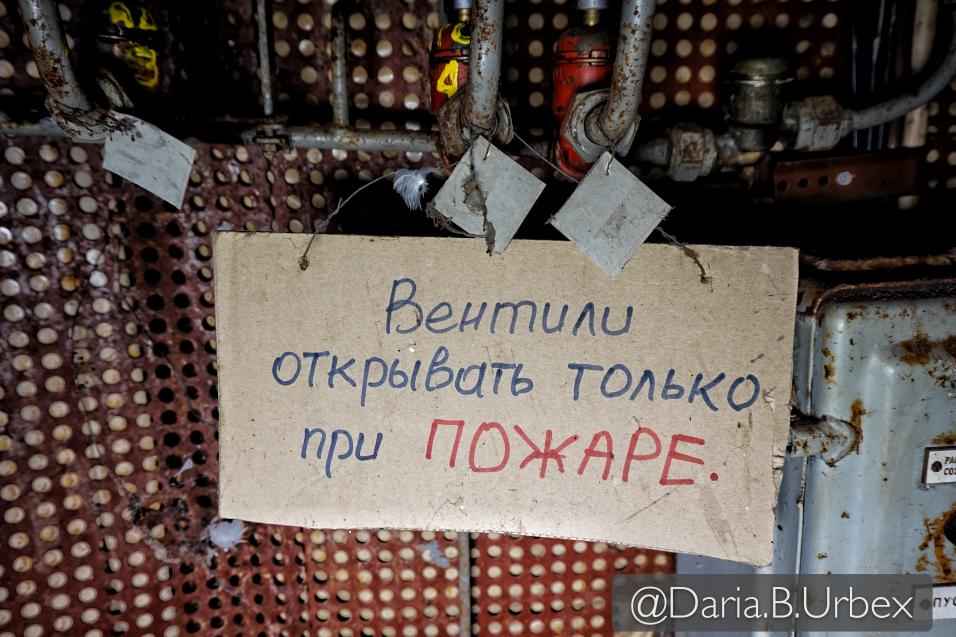 Вентили
открывать только
при ПОЖАРЕ.
@Daria.B.Urbex